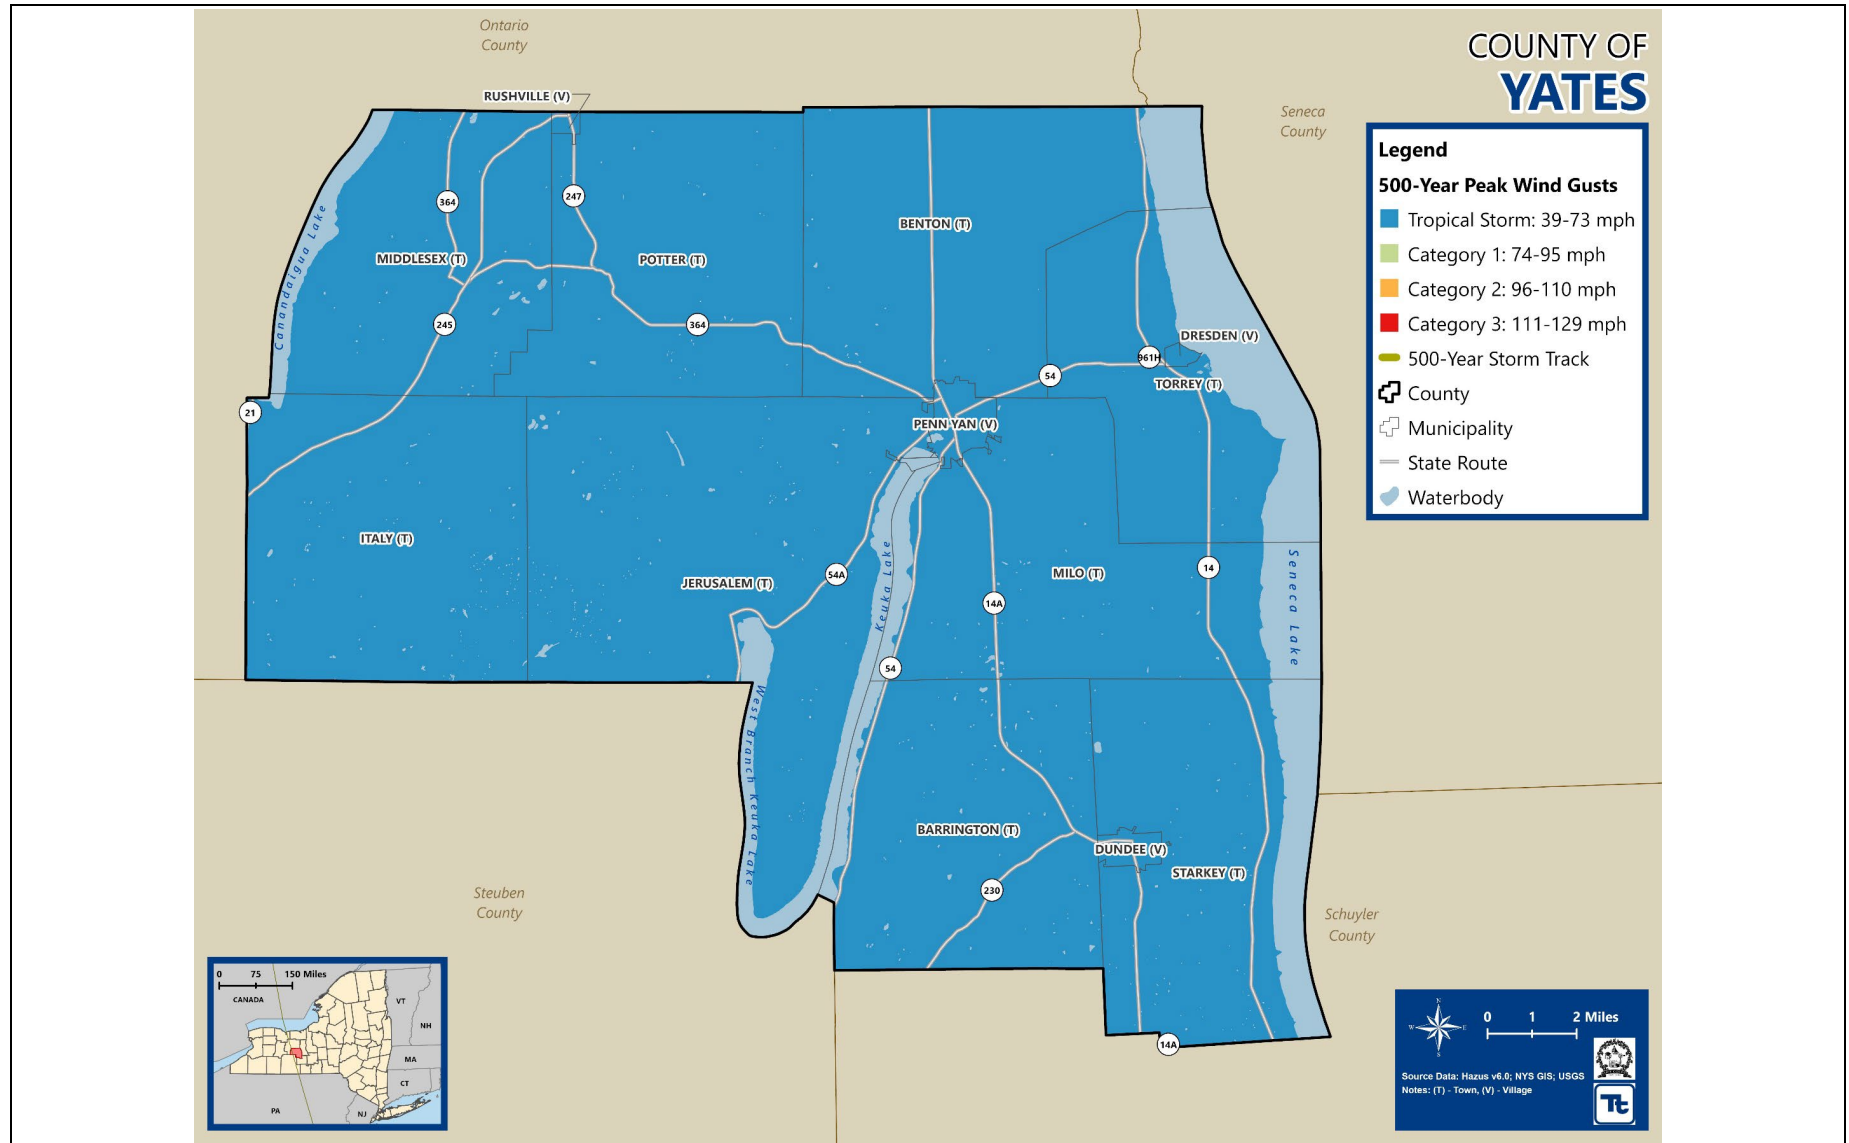 Ontario
County
COUNTY OF
YATES
RUSHVILLE (V)
Seneca
County
Legend
500-Year Peak Wind Gusts
Tropical Storm: 39-73 mph
Category 1: 74-95 mph
Category 2: 96-110 mph
Category 3: 111-129 mph
500-Year Storm Track
County
Municipality
State Route
Waterbody
364
247
BENTON (T)
Canandaigua Lake
MIDDLESEX (T)
POTTER (T)
245
364
DRESDEN (V)
961H
54
TORREY (T)
21
PENN YAN (V)
ITALY (T)
JERUSALEM (T)
54A
Keuka Lake
MILO (T)
14
Seneca Lake
14A
54
West Branch Keuka Lake
BARRINGTON (T)
DUNDEE (V)
STARKEY (T)
230
Steuben
County
Schuyler
County
14A
0 75 150 Miles
CANADA
VT
NH
MA
CT
PA
NJ
N
W E
S
0 1 2 Miles
Source Data: Hazus v6.0; NYS GIS; USGS
Notes: (T) - Town, (V) - Village
Tt